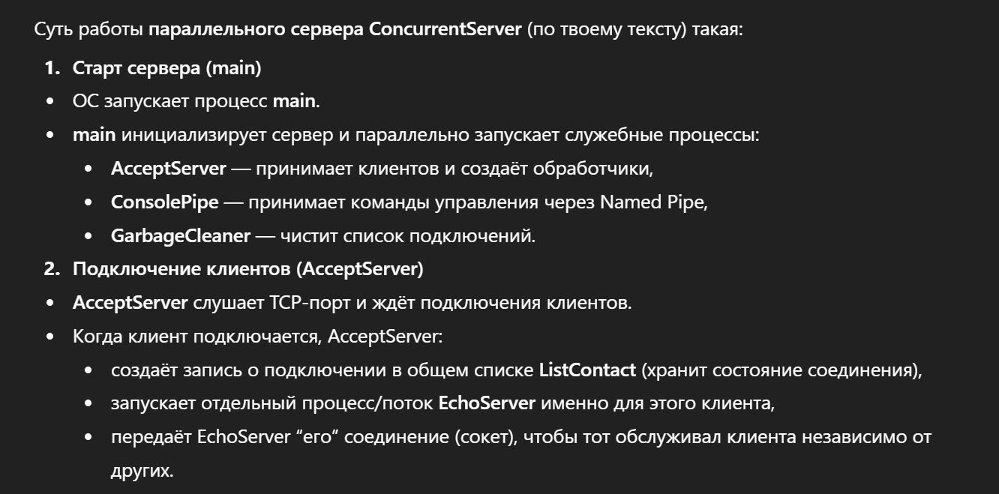 Суть работы параллельного сервера ConcurrentServer (по твоему тексту) такая:
1. Старт сервера (main)
• ОС запускает процесс main.
• main инициализирует сервер и параллельно запускает служебные процессы:
• AcceptServer — принимает клиентов и создаёт обработчики,
• ConsolePipe — принимает команды управления через Named Pipe,
• GarbageCleaner — чистит список подключений.
2. Подключение клиентов (AcceptServer)
• AcceptServer слушает TCP-порт и ждёт подключения клиентов.
• Когда клиент подключается, AcceptServer:
• создаёт запись о подключении в общем списке ListContact (хранит состояние соединения),
• запускает отдельный процесс/поток EchoServer именно для этого клиента,
• передаёт EchoServer “его” соединение (сокет), чтобы тот обслуживал клиента независимо от
других.